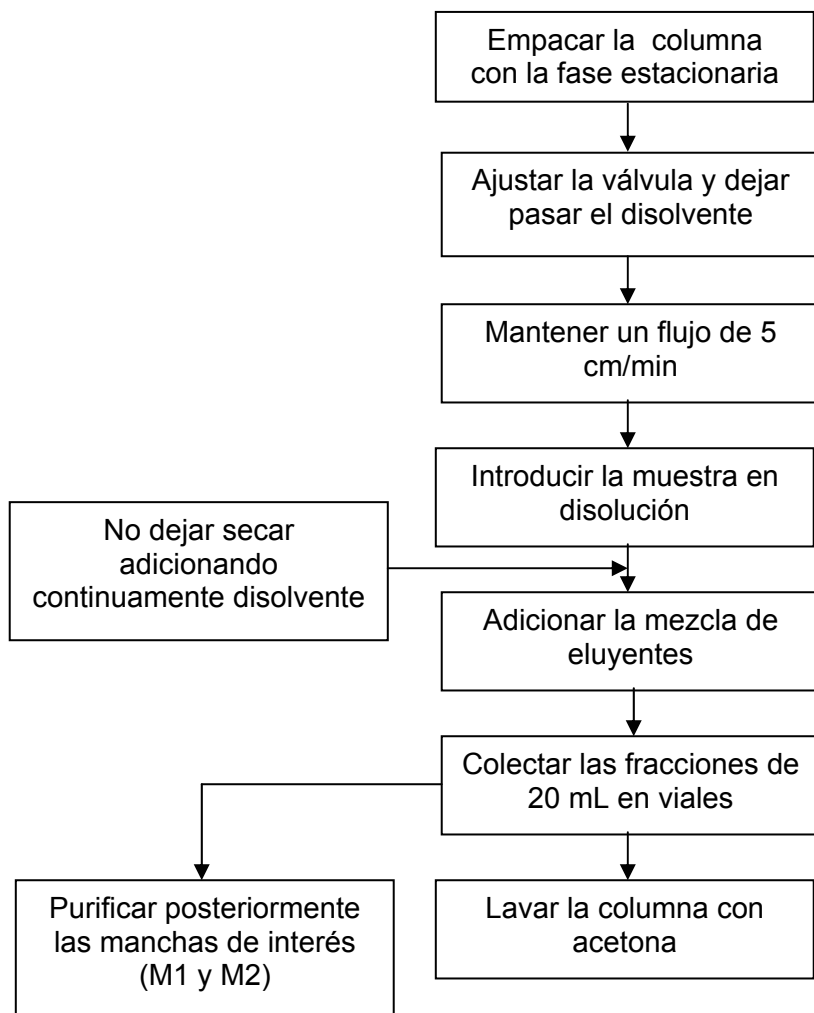 Empacar la columna
con la fase estacionaria
Ajustar la válvula y dejar
pasar el disolvente
Mantener un flujo de 5
cm/min
Introducir la muestra en
disolución
No dejar secar
adicionando
continuamente disolvente
Adicionar la mezcla de
eluyentes
Colectar las fracciones de
20 mL en viales
Purificar posteriormente
las manchas de interés
(M1 y M2)
Lavar la columna con
acetona